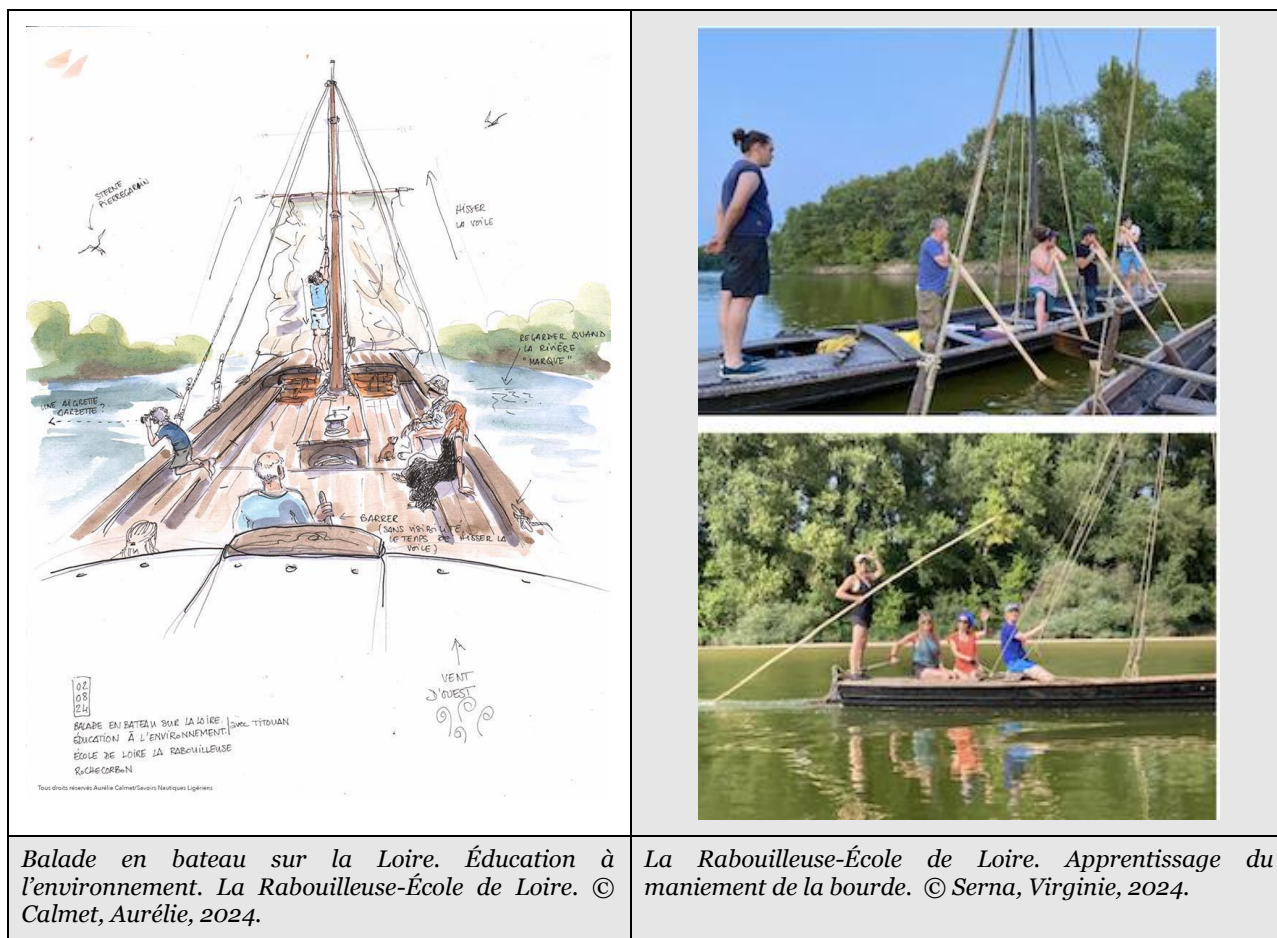 STERNE
PIERREGARIN
HISSER
LA VOILE
REGARDER QUAND
LA RIVIÈRE
"MARQUE"
UNE AIGRETTE
GARZETTE ?
BARRER
(SANS VISIBILITÉ,
LE TEMPS DE HISSER LA
VOILE)
VENT
D'OUEST
02
08
24
BALADE EN BATEAU SUR LA LOIRE. avec TITOUAN
ÉDUCATION À L'ENVIRONNEMENT.
ÉCOLE DE LOIRE LA RABOUILLEUSE
ROCHECORBON
Tous droits réservés Aurélie Calmet/Savoirs Nautiques Ligériens
Balade en bateau sur la Loire. Éducation à
l'environnement. La Rabouilleuse-École de Loire. ©
Calmet, Aurélie, 2024.
La Rabouilleuse-École de Loire. Apprentissage du
maniement de la bourde. © Serna, Virginie, 2024.